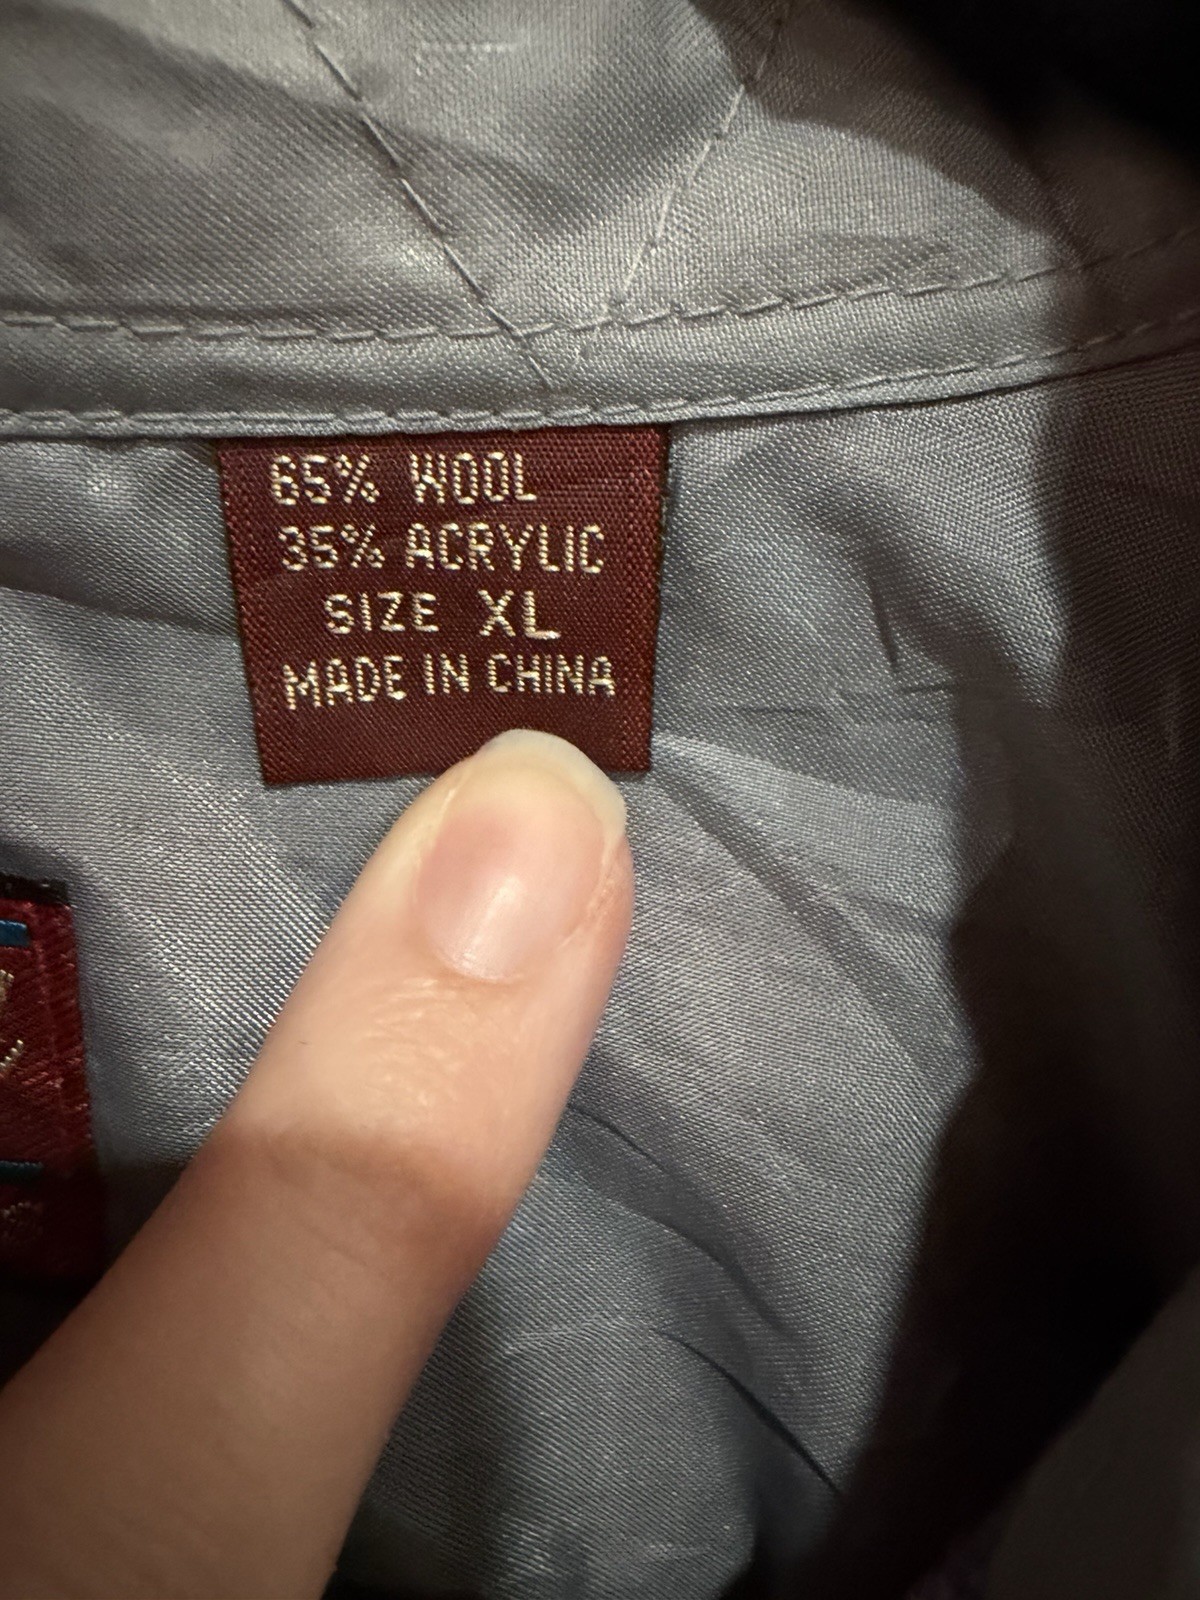 65% WOOL
35% ACRYLIC
SIZE XL
MADE IN CHINA